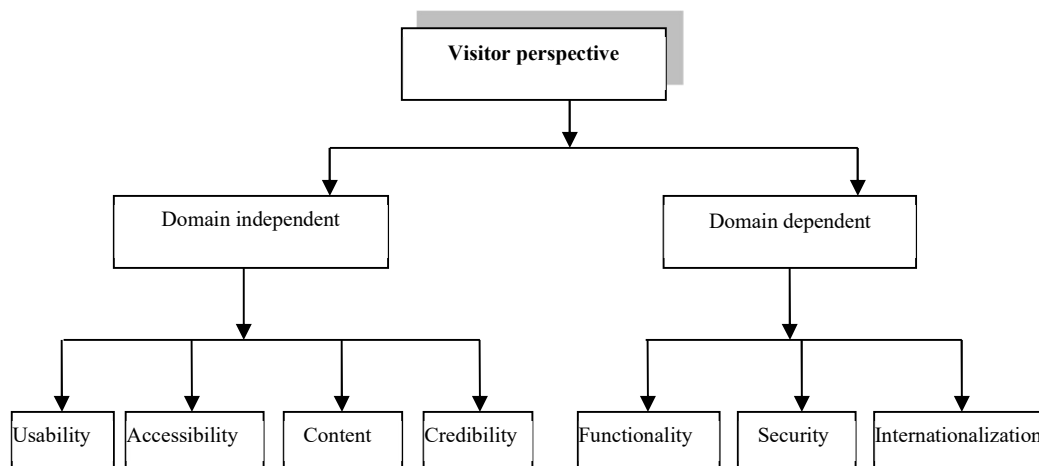 Visitor perspective
Domain independent
Domain dependent
Usability
Accessibility
Content
Credibility
Functionality
Security
Internationalization